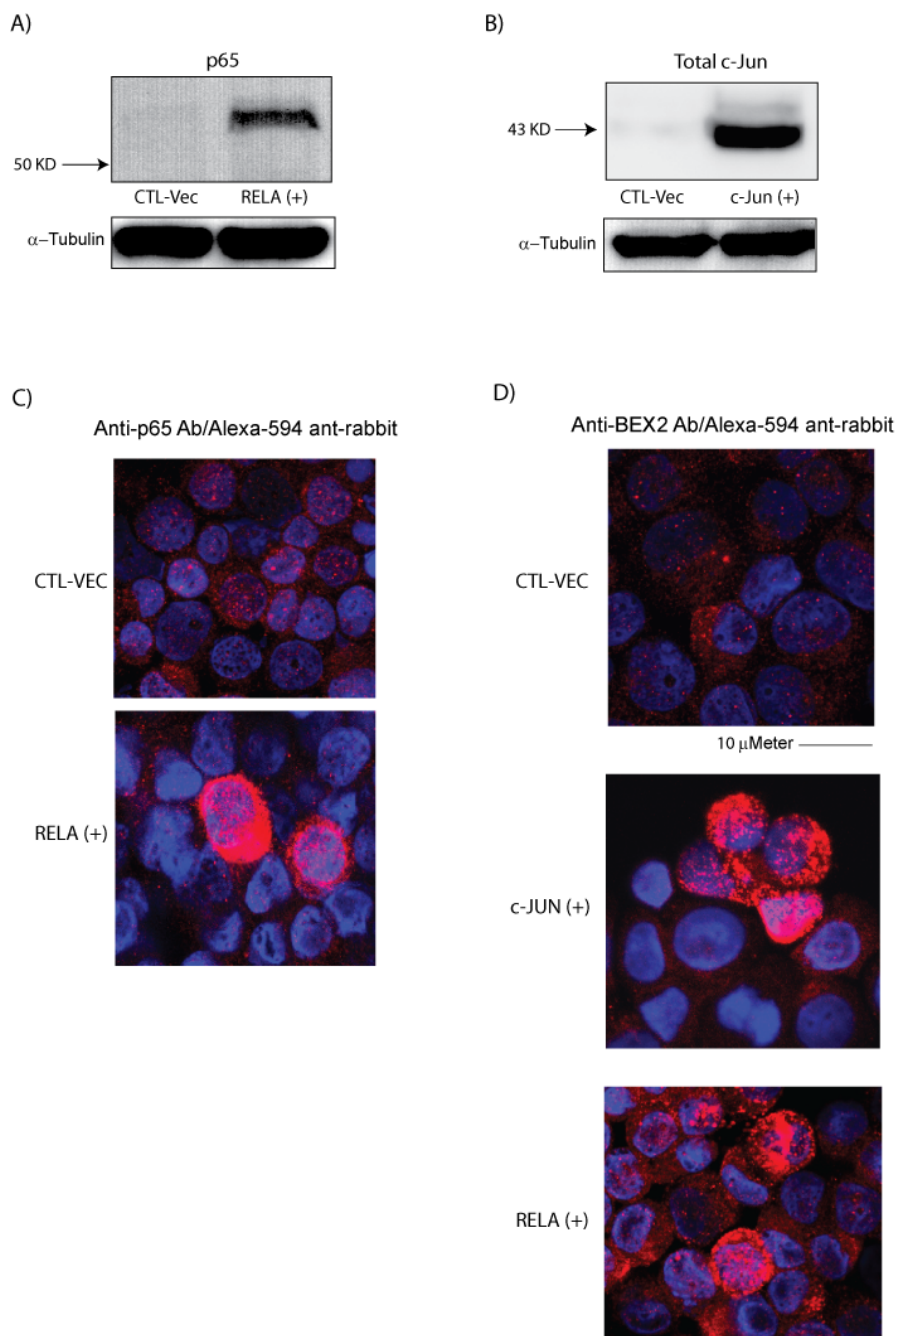 A)
p65
50 KD
CTL-Vec RELA (+)
α–Tubulin
B)
Total c-Jun
43 KD
CTL-Vec c-Jun (+)
α–Tubulin
C)
Anti-p65 Ab/Alexa-594 ant-rabbit
CTL-VEC
RELA (+)
D)
Anti-BEX2 Ab/Alexa-594 ant-rabbit
CTL-VEC
10 μMeter
c-JUN (+)
RELA (+)